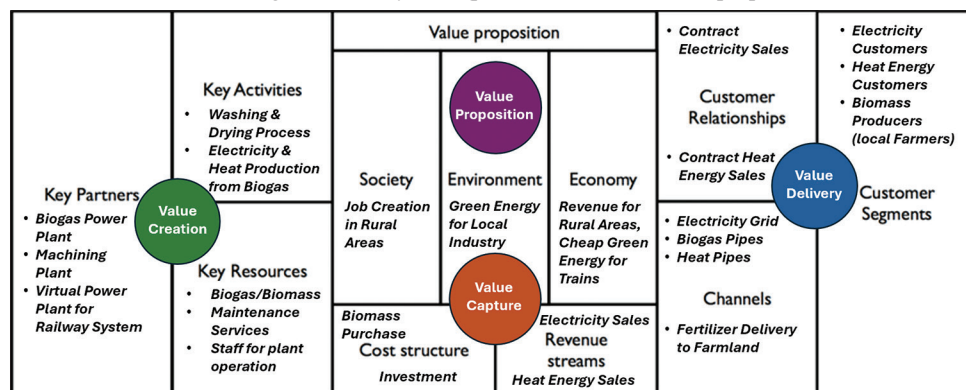 Key Partners
• Biogas Power
Plant
• Machining
Plant
• Virtual Power
Plant for
Railway System
Value
Creation
Key Activities
• Washing &
Drying Process
• Electricity &
Heat Production
from Biogas
Key Resources
• Biogas/Biomass
• Maintenance
Services
• Staff for plant
operation
Value proposition
Value
Proposition
Society
Job Creation
in Rural
Areas
Environment
Green Energy
for Local
Industry
Economy
Revenue for
Rural Areas,
Cheap Green
Energy for
Trains
Value
Capture
Biomass
Purchase
Cost structure
Investment
Electricity Sales
Revenue
streams
Heat Energy Sales
• Contract
Electricity Sales
Customer
Relationships
• Contract Heat
Energy Sales
• Electricity Grid
• Biogas Pipes
• Heat Pipes
Channels
• Fertilizer Delivery
to Farmland
Value
Delivery
• Electricity
Customers
• Heat Energy
Customers
• Biomass
Producers
(local Farmers)
Customer
Segments